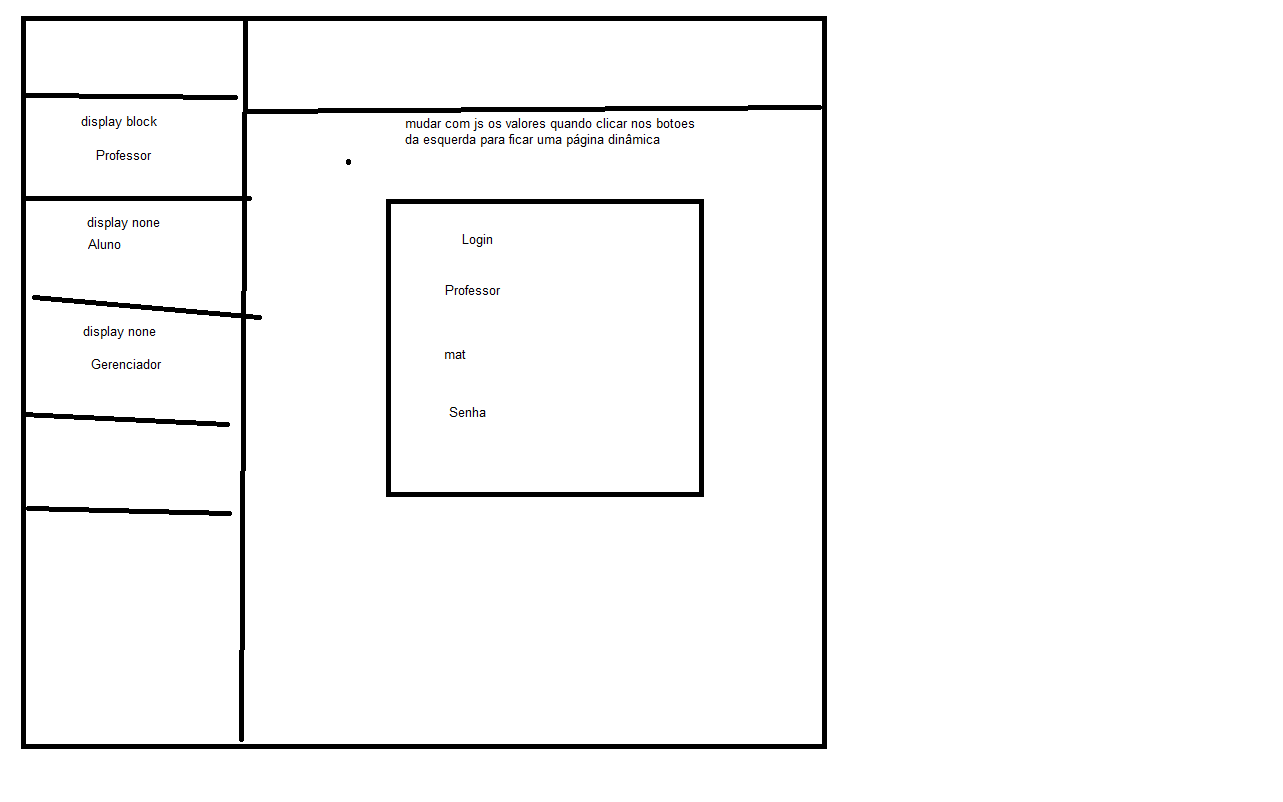 display block
Professor
display none
Aluno
display none
Gerenciador
mudar com js os valores quando clicar nos botoes
da esquerda para ficar uma página dinâmica
Login
Professor
mat
Senha